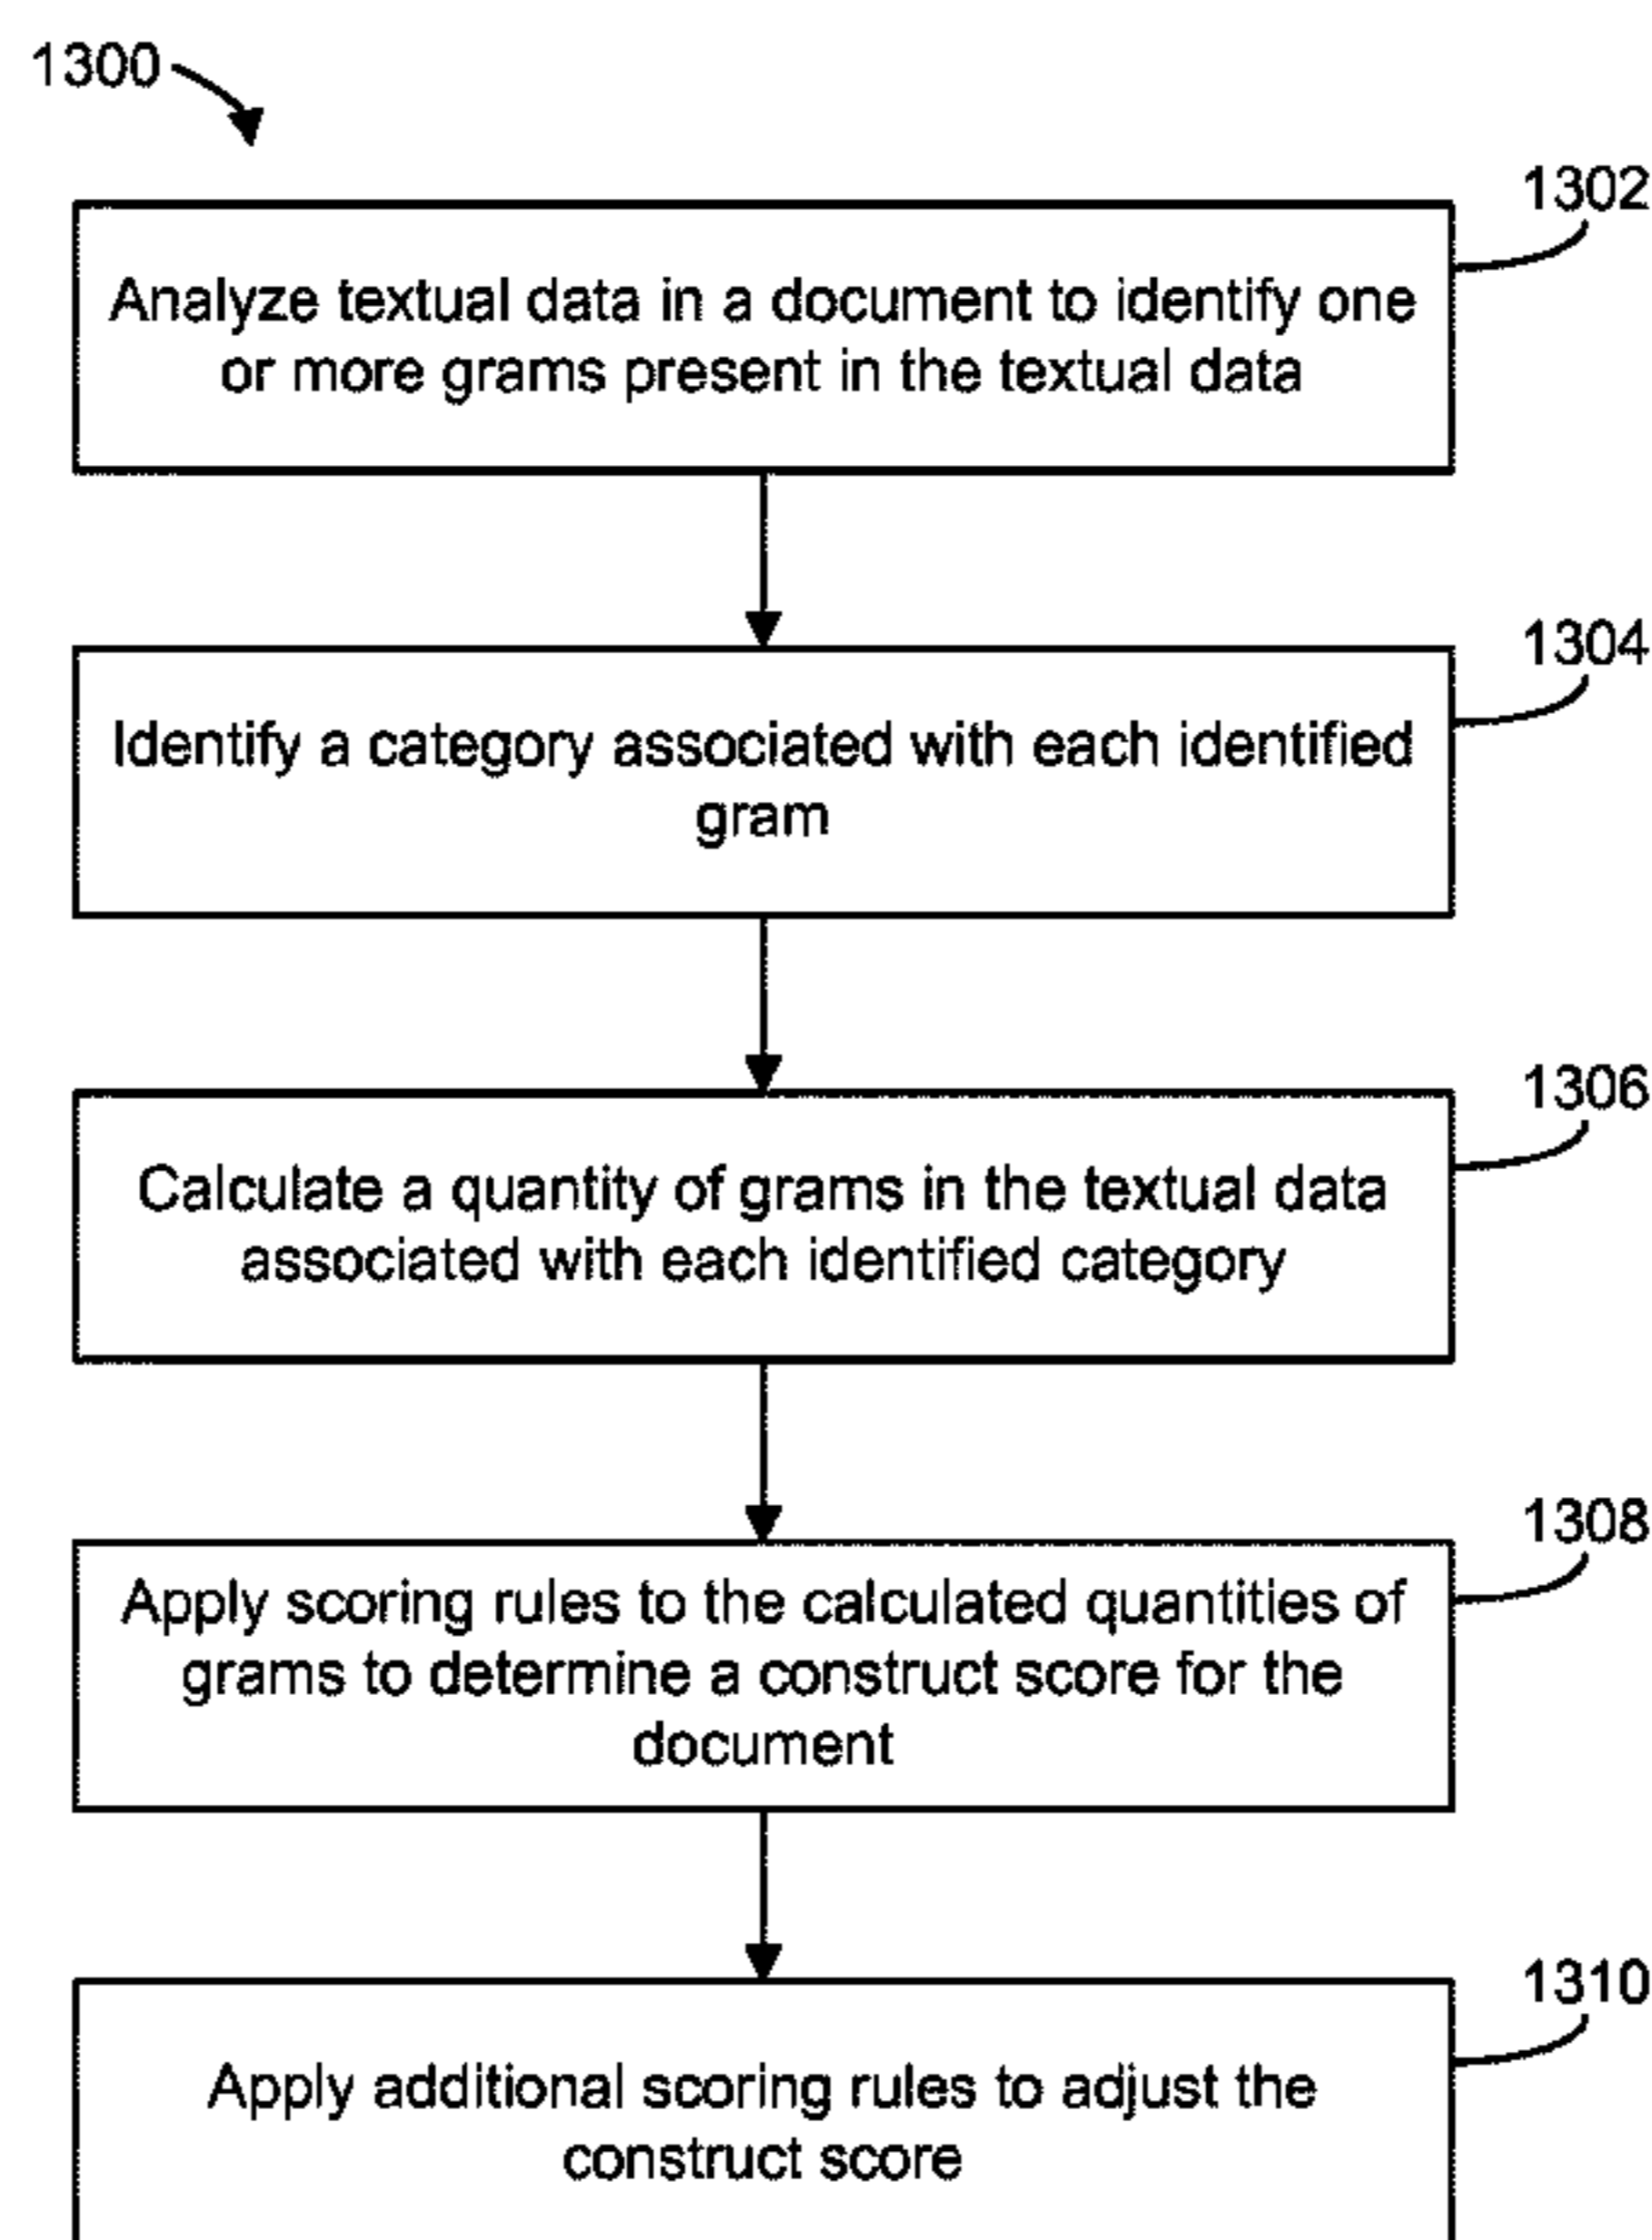 1300
1302
Analyze textual data in a document to identify one
or more grams present in the textual data
1304
Identify a category associated with each identified
gram
1306
Calculate a quantity of grams in the textual data
associated with each identified category
1308
Apply scoring rules to the calculated quantities of
grams to determine a construct score for the
document
1310
Apply additional scoring rules to adjust the
construct score